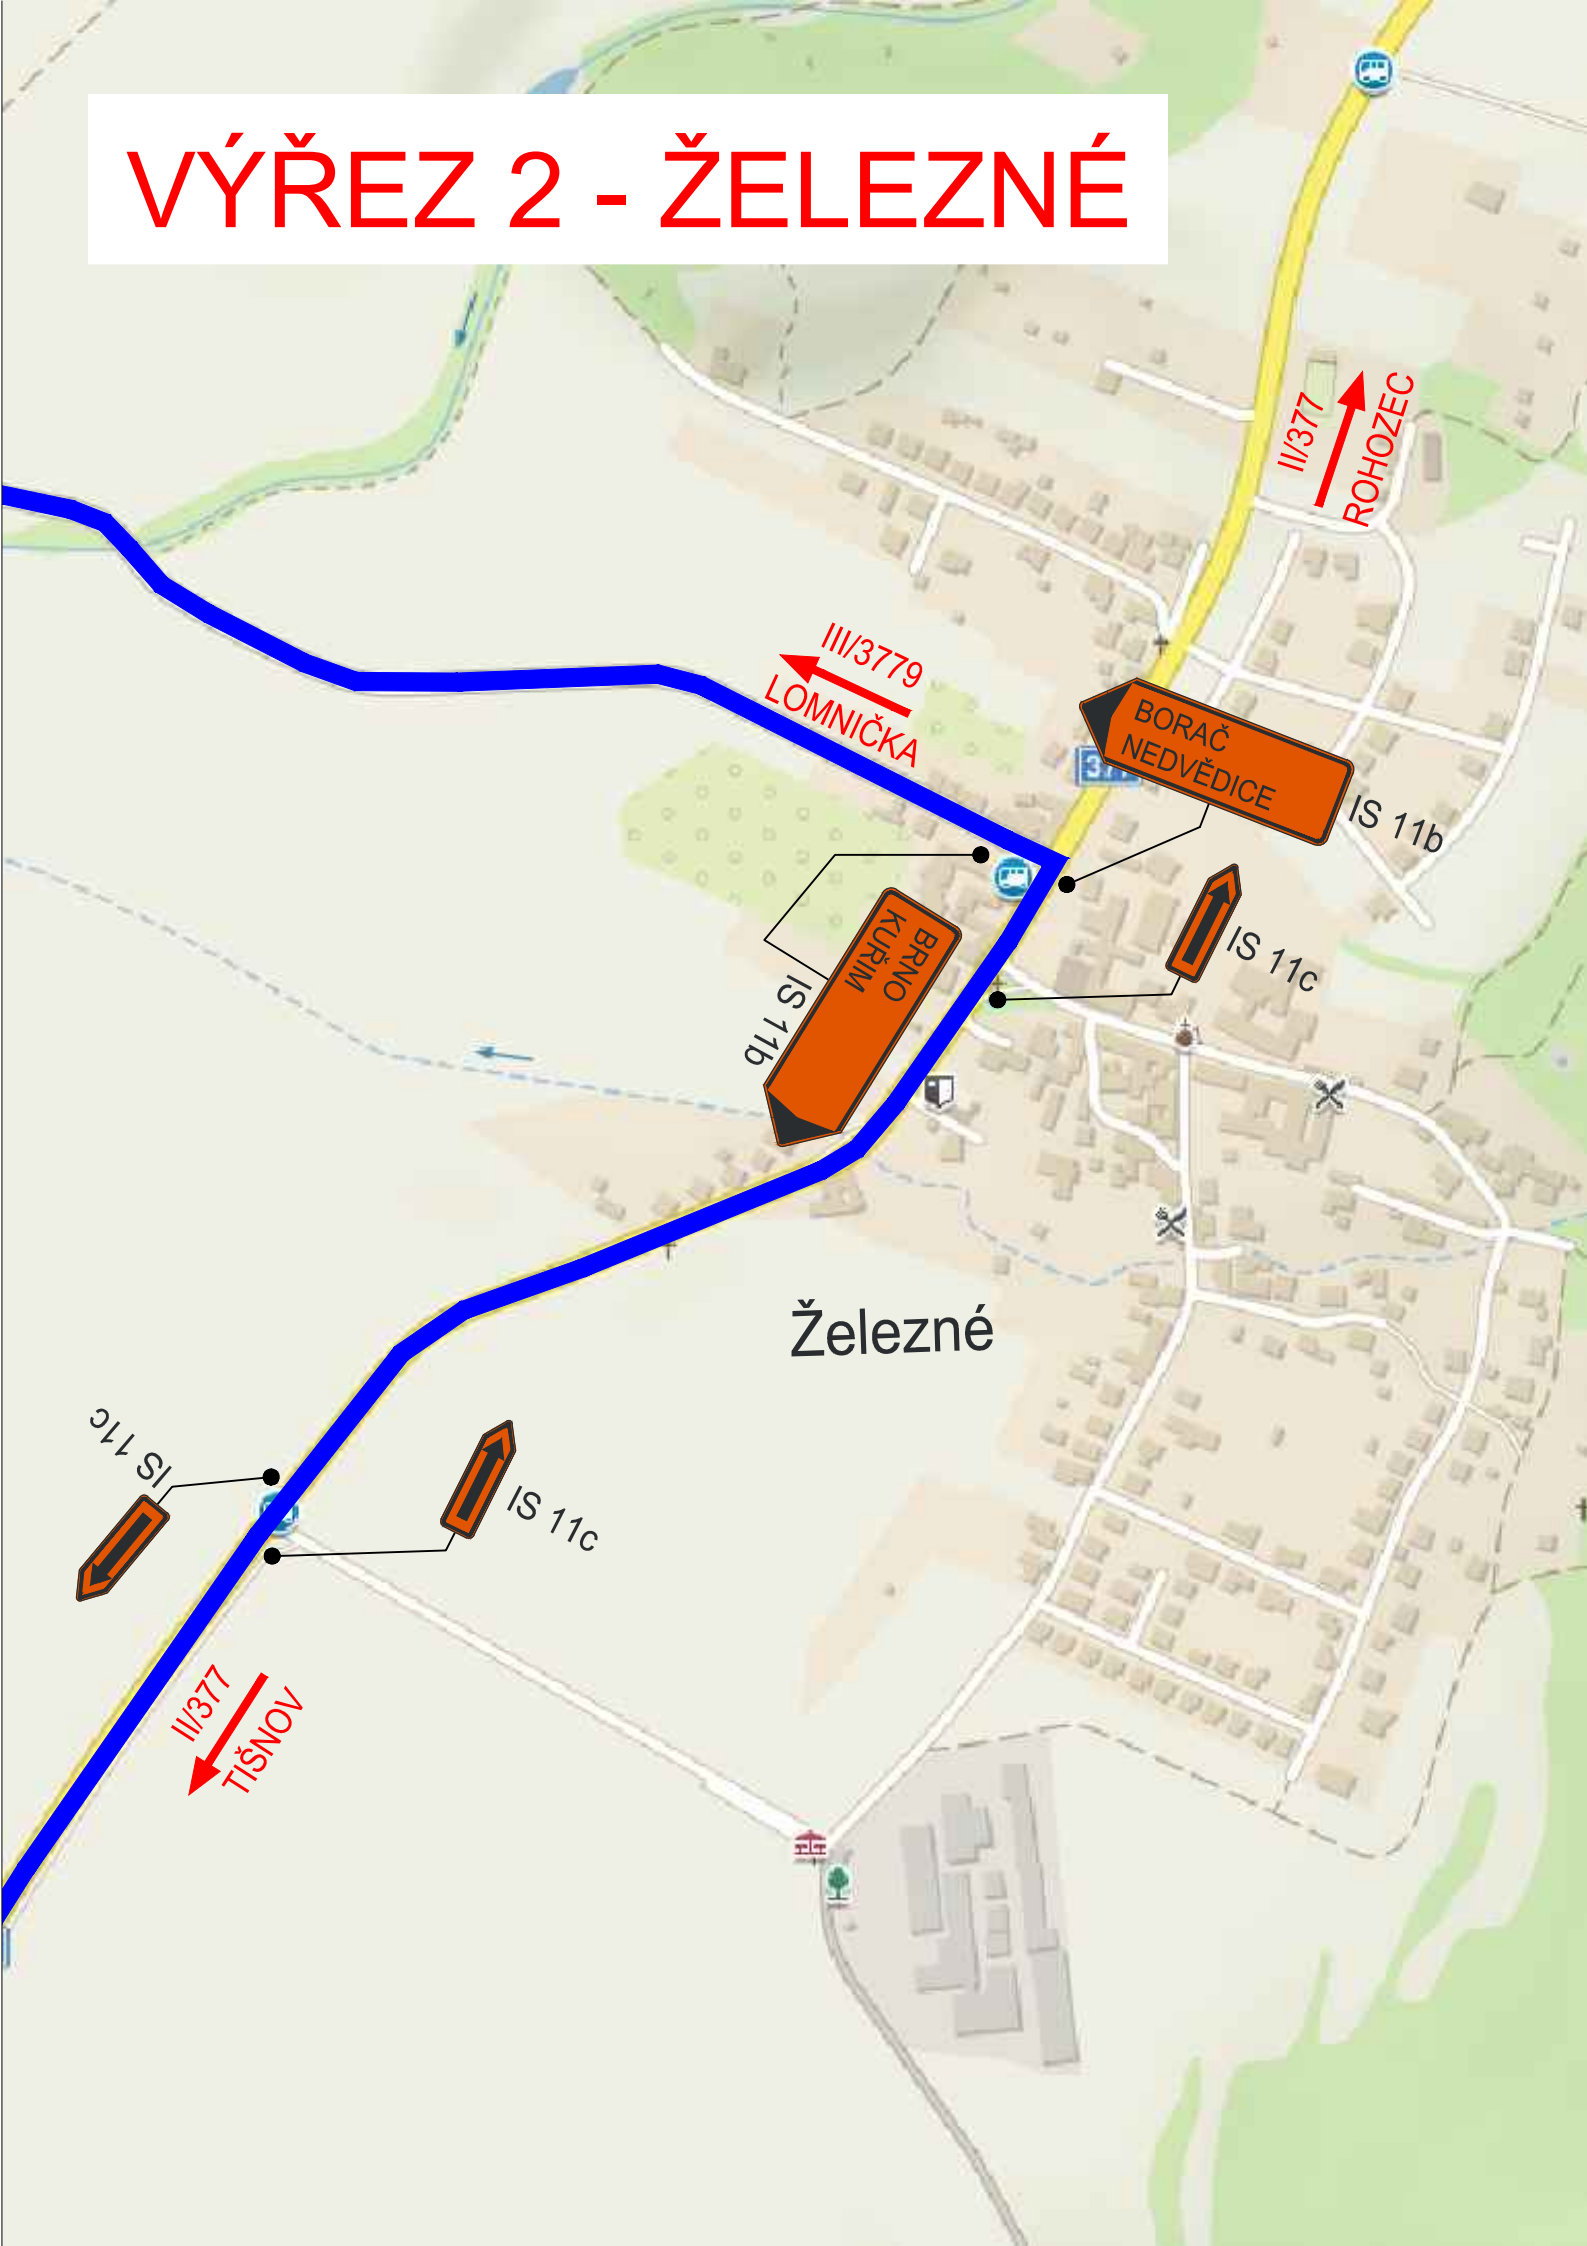 VÝŘEZ 2 - ŽELEZNÉ
II/377
ROHOZEC
III/3779
LOMNIČKA
BORAČ
NEDVĚDICE
IS 11b
IS 11c
BRNO
KUŘIM
IS 11b
Železné
IS 11c
IS 11c
II/377
TIŠNOV